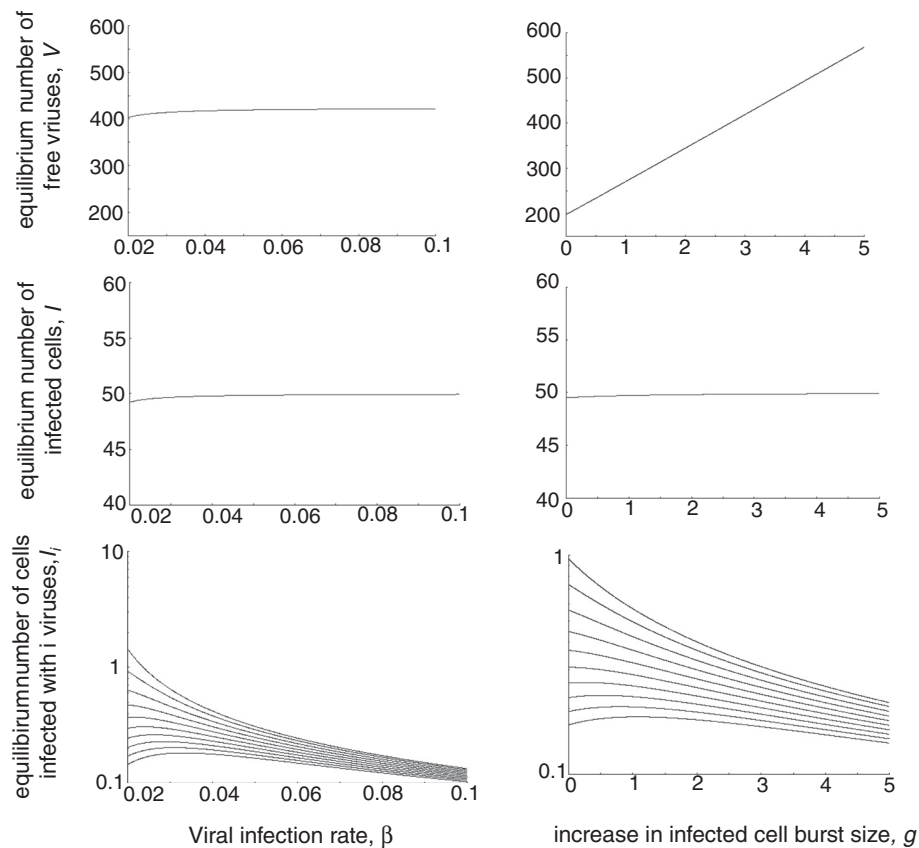 equilibrium number of
free vriuses, V
600
500
400
300
200
0.02 0.04 0.06 0.08 0.1
600
500
400
300
200
0 1 2 3 4 5
equilibrium number of
infected cells, I
60
55
50
45
40
0.02 0.04 0.06 0.08 0.1
60
55
50
45
40
0 1 2 3 4 5
equilibirumnumber of cells
infected with i viruses,Ii
10
1
0.1
0.02 0.04 0.06 0.08 0.1
Viral infection rate, β
1
0.1
0 1 2 3 4 5
increase in infected cell burst size, g